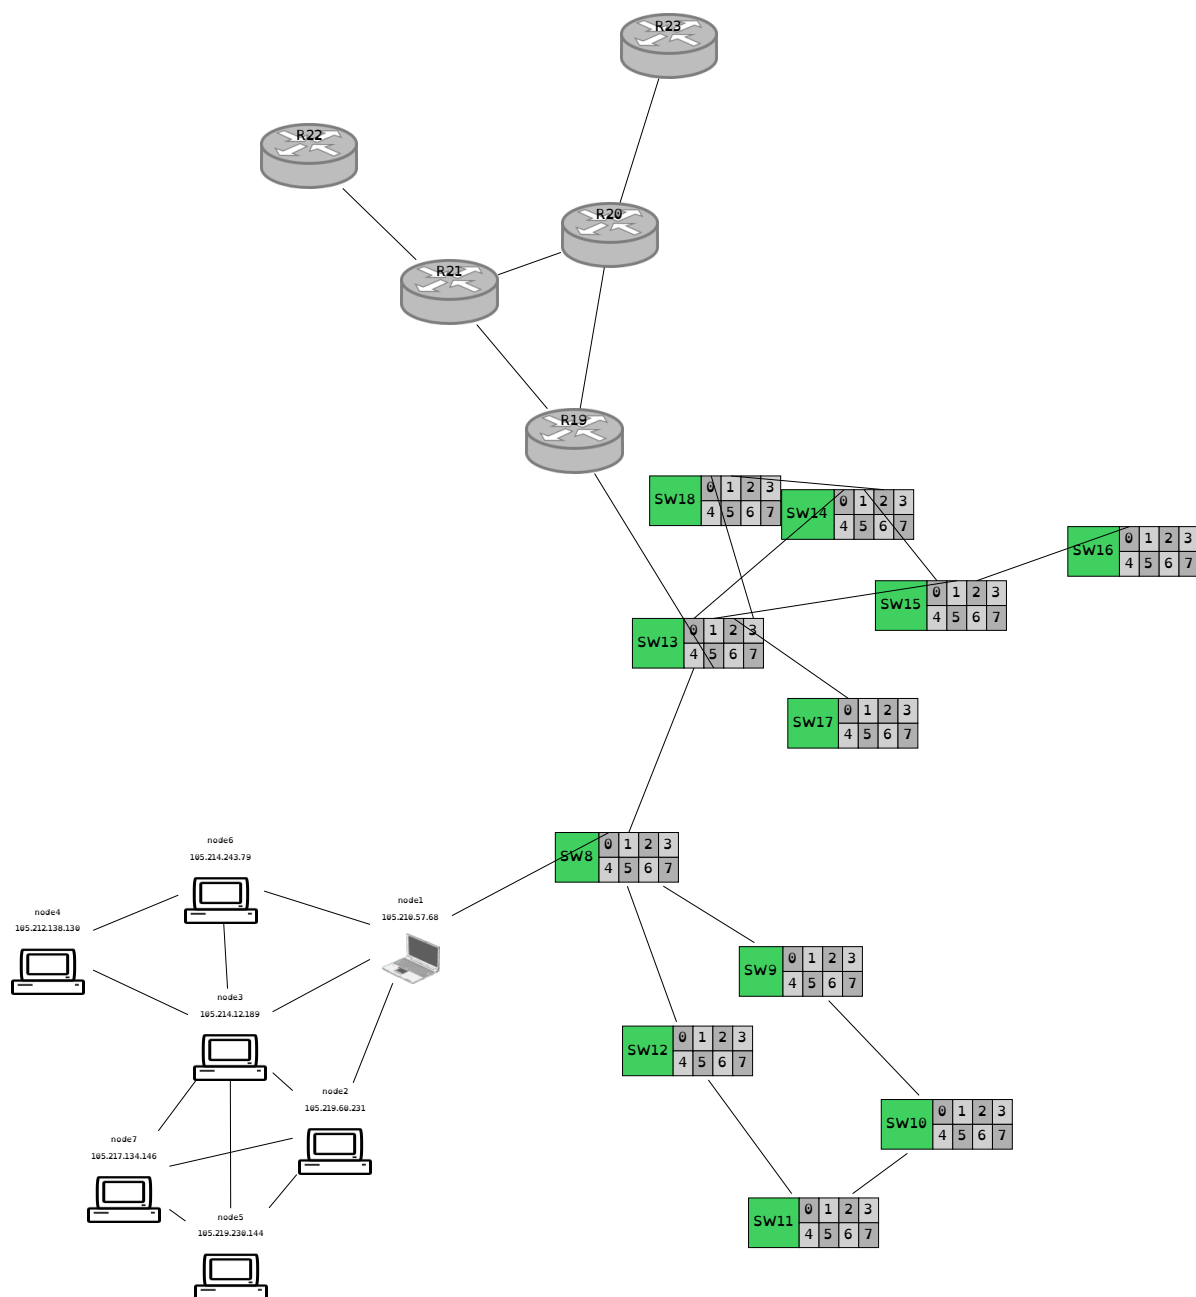 R23
R22
R20
R21
R19
SW18 0 1 2 3
4 5 6 7
SW14 0 1 2 3
4 5 6 7
SW16 0 1 2 3
4 5 6 7
SW15 0 1 2 3
4 5 6 7
SW13 0 1 2 3
4 5 6 7
SW17 0 1 2 3
4 5 6 7
SW8 0 1 2 3
4 5 6 7
node6
105.214.243.79
node1
105.210.57.68
node4
105.212.138.130
SW9 0 1 2 3
4 5 6 7
node3
105.214.12.189
SW12 0 1 2 3
4 5 6 7
node2
105.219.60.231
SW10 0 1 2 3
4 5 6 7
node7
105.217.134.146
SW11 0 1 2 3
4 5 6 7
node5
105.219.230.144